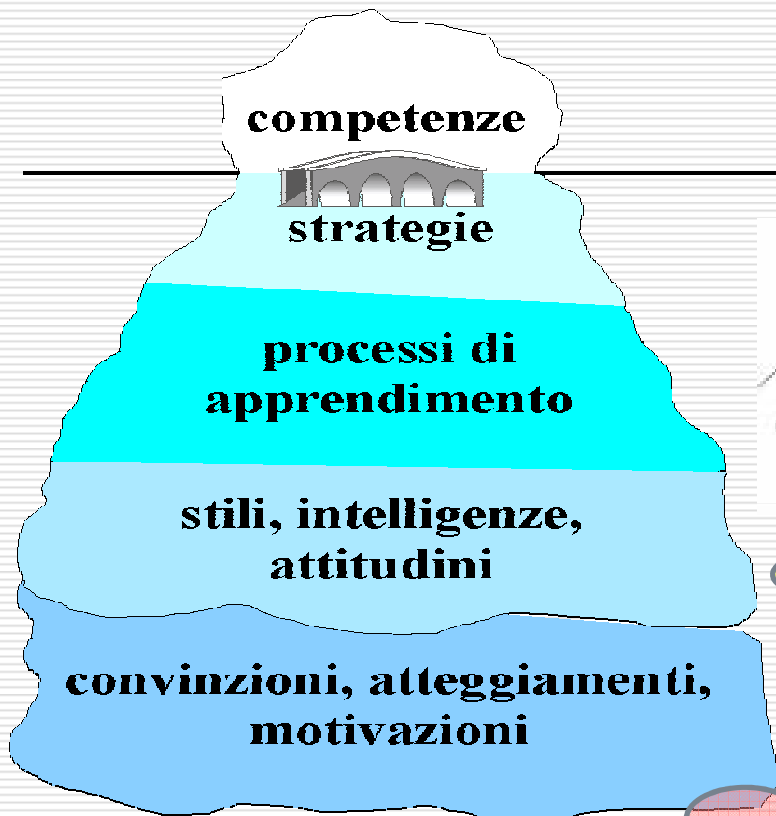 competenze
strategie
processi di
apprendimento
stili, intelligenze,
attitudini
convinzioni, atteggiamenti,
motivazioni